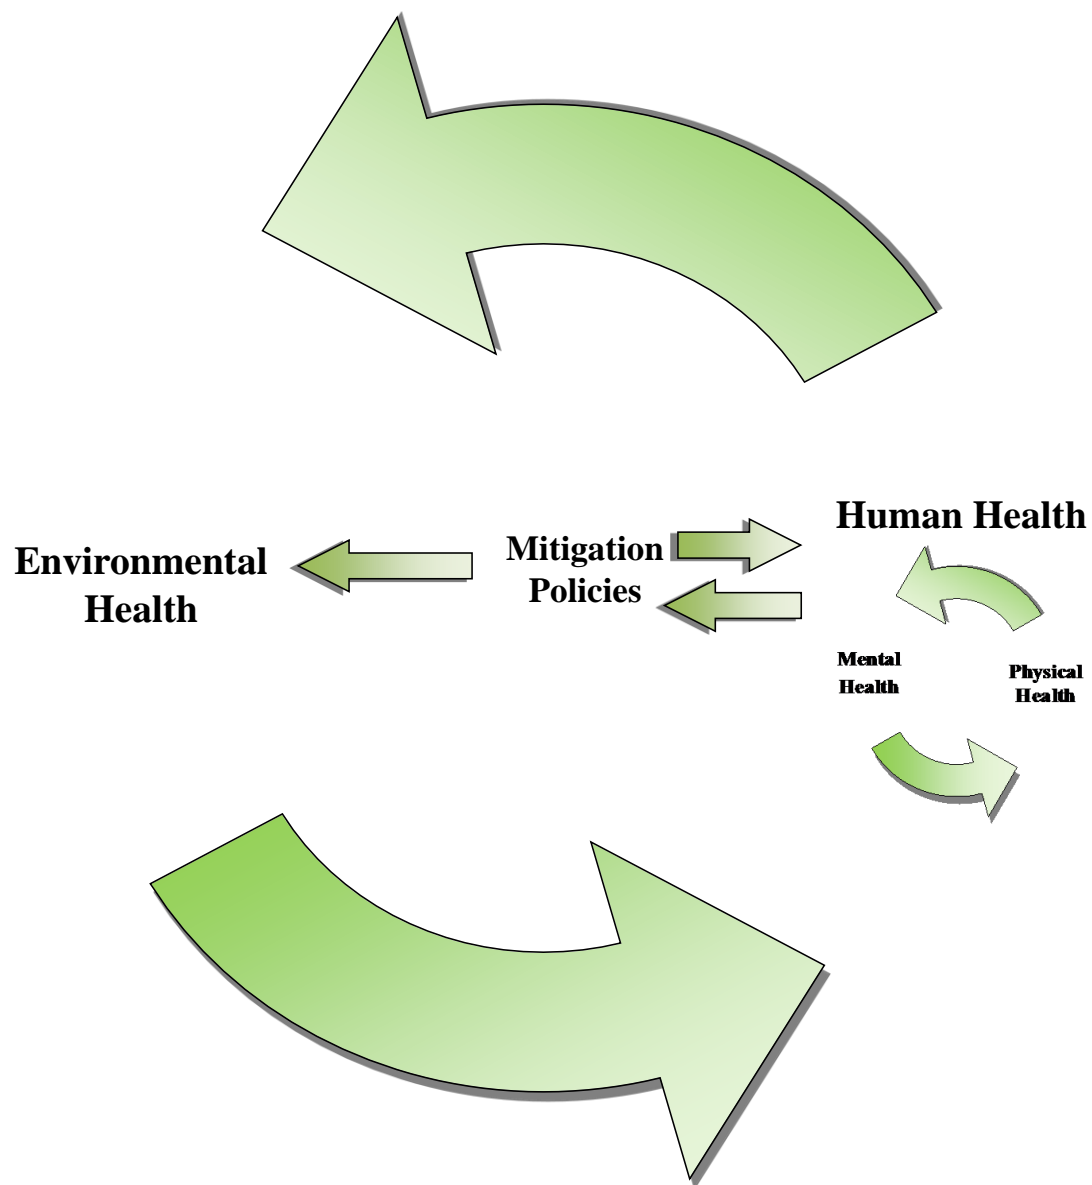 Environmental
Health
Mitigation
Policies
Human Health
Mental
Health
Physical
Health